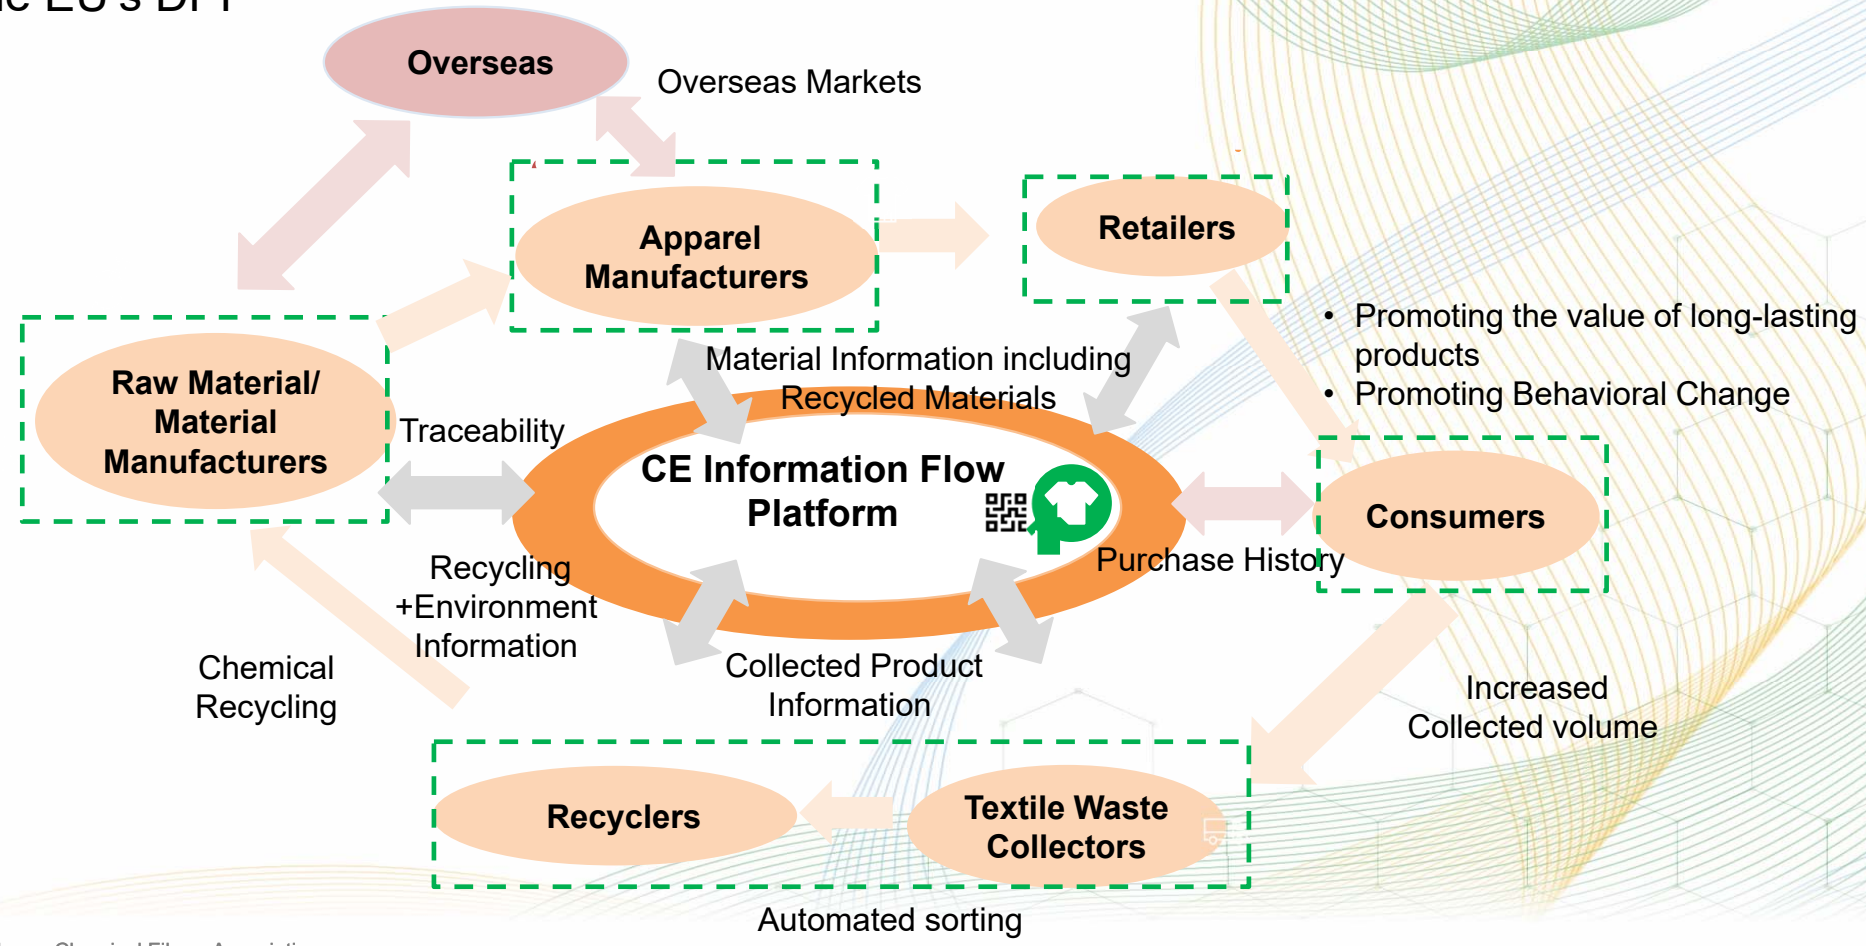 EU's DPP
Overseas
Overseas Markets
Apparel
Manufacturers
Retailers
Raw Material/
Material
Manufacturers
Traceability
Material Information including
Recycled Materials
• Promoting the value of long-lasting
products
• Promoting Behavioral Change
CE Information Flow
Platform
Consumers
Purchase History
Recycling
+Environment
Information
Chemical
Recycling
Collected Product
Information
Increased
Collected volume
Recyclers
Textile Waste
Collectors
Automated sorting